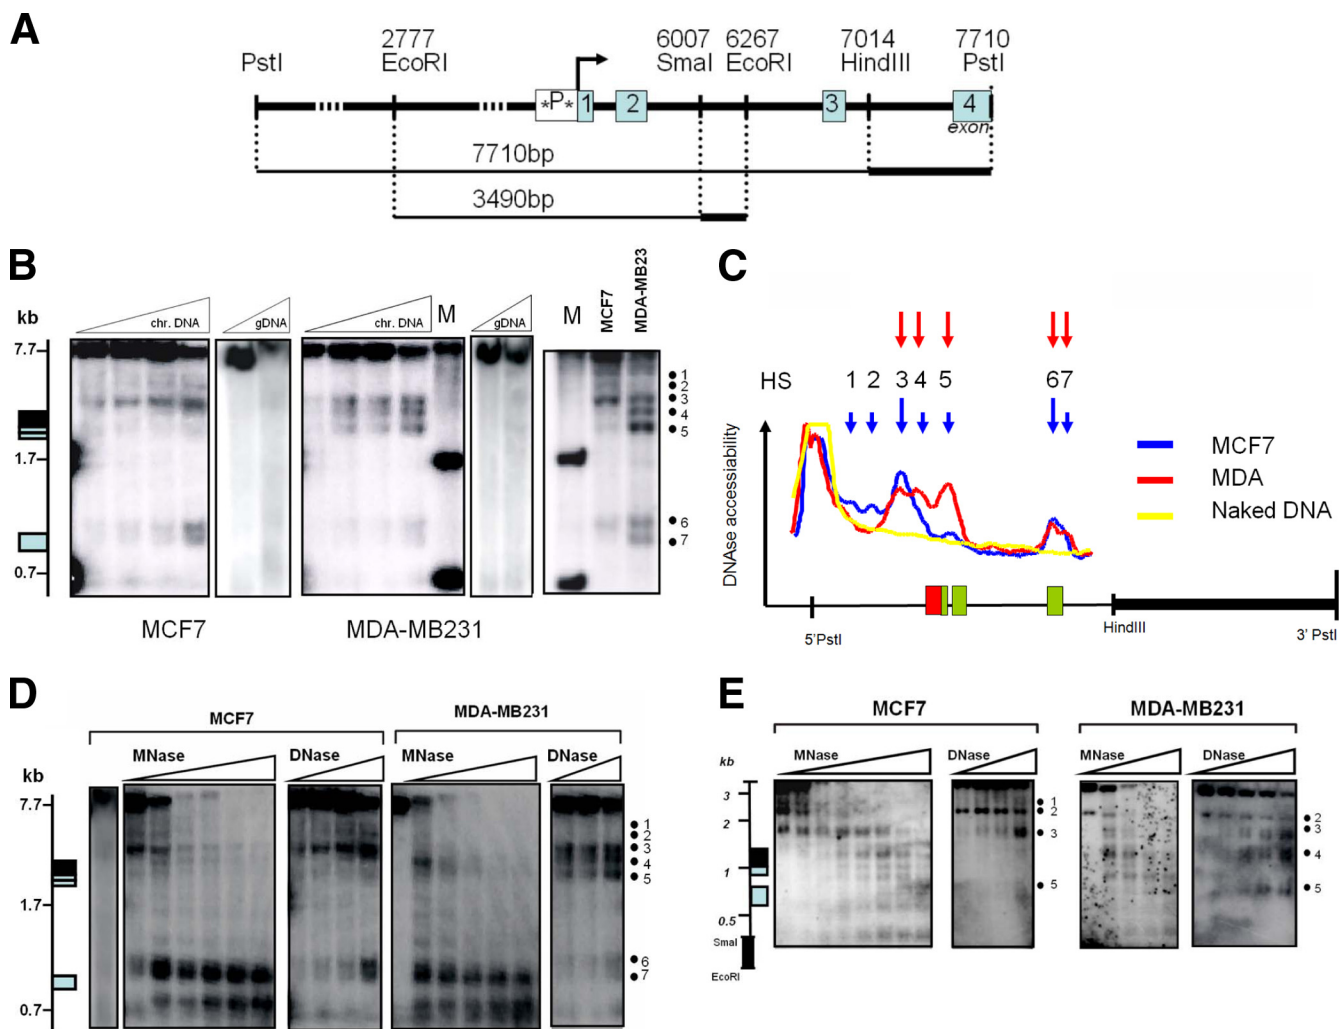 A
2777 6007 6267 7014 7710
PstI EcoRI SmaI EcoRI HindIII PstI
*P* 1 2 3 4
exon
7710bp
3490bp
B
kb
chr. DNA gDNA chr. DNA M gDNA M MCF7 MDA-MB23
7.7
1.7
0.7
1
2
3
4
5
6
7
MCF7 MDA-MB231
C
HS 1 2 3 4 5 67
DNAse accessiability
MCF7
MDA
Naked DNA
5'PstI HindIII 3' PstI
D
MCF7 MDA-MB231
MNase DNase MNase DNase
kb
7.7
1.7
0.7
1
2
3
4
5
6
7
E
MCF7 MDA-MB231
MNase DNase MNase DNase
kb
3
2
1
0.5
SmaI
EcoRI
1
2
3
5
2
3
4
5